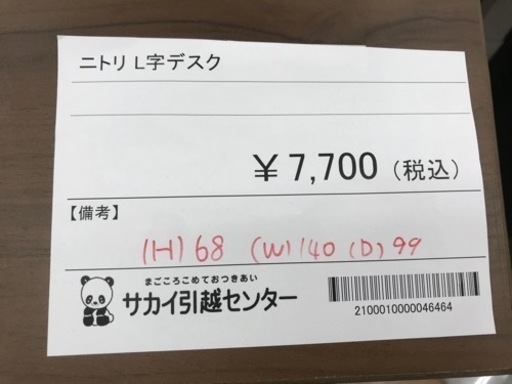 ニトリ L字デスク
¥7,700（税込）
【備考】
(H) 68 (W) 140 (D) 99
まごころこめておつきあい
サカイ引越センター
2100010000046464